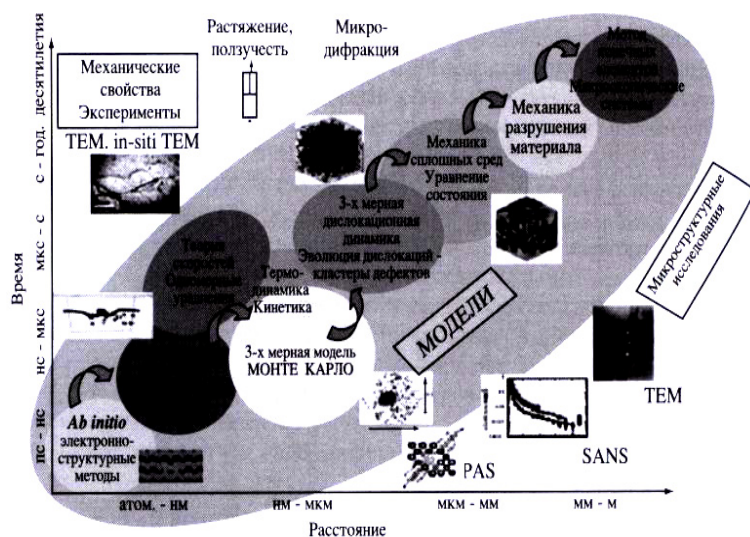 Растяжение,
ползучесть
Микро-
дифракция
Механические
свойства
Эксперименты
TEM. in-siti TEM
Механика
разрушения
материала
Механика
сплошных сред
Уравнение
состояния
3-х мерная
дислокационная
динамика
Эволюция дислокаций -
кластеры дефектов
Термо-
динамика
Кинетика
3-х мерная модель
МОНТЕ КАРЛО
Ab initio
электронно-
структурные
методы
МОДЕЛИ
Микроструктурные
исследования
TEM
SANS
PAS
Время
пс - нс
нс - мкс
мкс - с
с - год. десятилетия
атом. - нм
нм - мкм
мкм - мм
мм - м
Расстояние